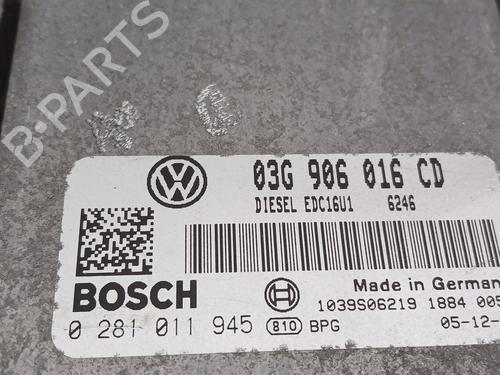 B-PARTS
03G 906 016 CD
DIESEL EDC16U1 6246
BOSCH
Made in German
1039S06219 1884 005
0 281 011 945 810 BPG 05-12-